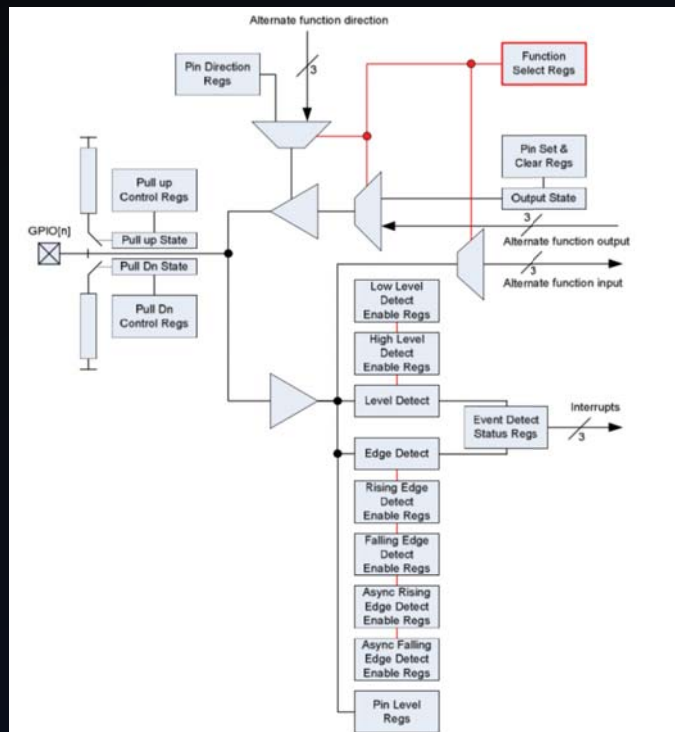 Alternate function direction
3
Pin Direction
Regs
Function
Select Regs
Pin Set &
Clear Regs
Output State
3
Alternate function output
3
Alternate function input
Pull up
Control Regs
GPIO[n]
Pull up State
Pull Dn State
Pull Dn
Control Regs
Low Level
Detect
Enable Regs
High Level
Detect
Enable Regs
Level Detect
Event Detect
Status Regs
Interrupts
3
Edge Detect
Rising Edge
Detect
Enable Regs
Falling Edge
Detect
Enable Regs
Async Rising
Edge Detect
Enable Regs
Async Falling
Edge Detect
Enable Regs
Pin Level
Regs